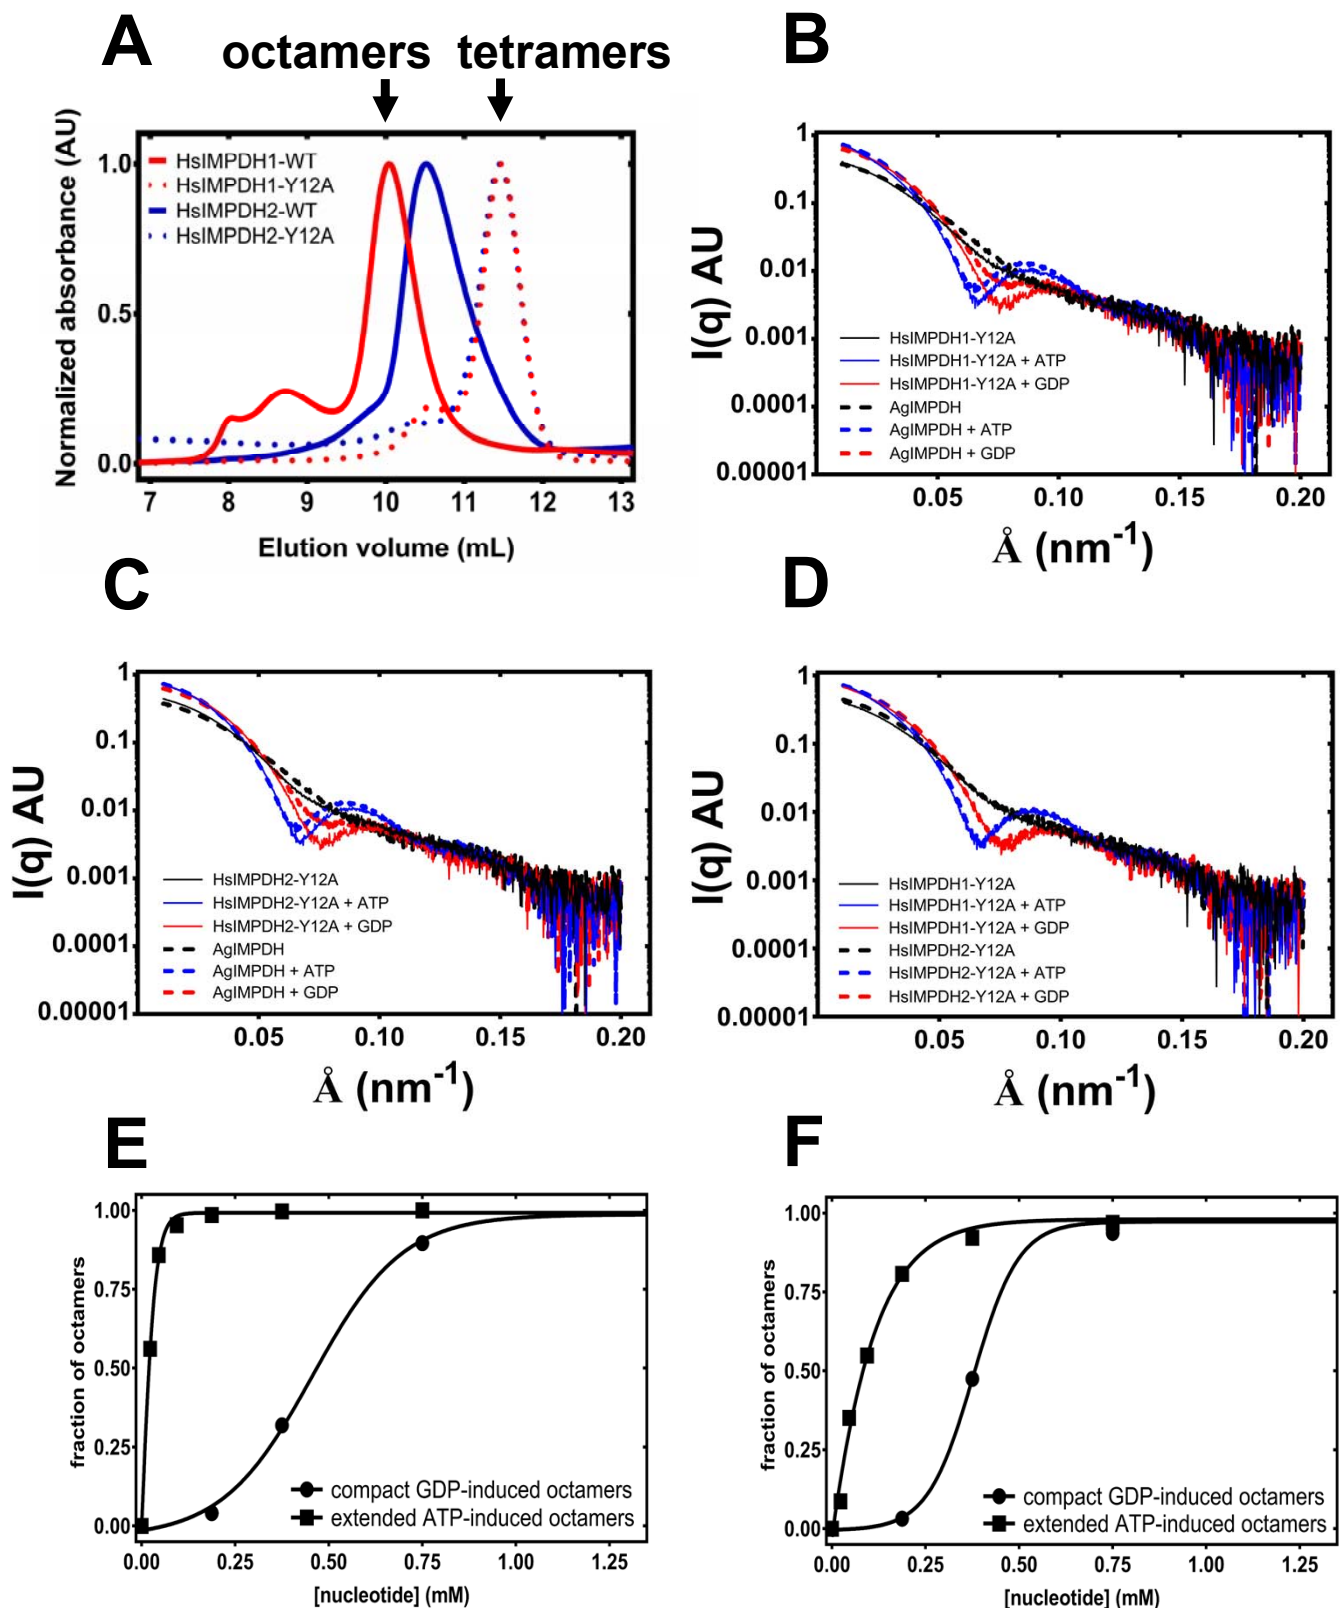 A
octamers tetramers
Normalized absorbance (AU)
HsIMPDH1-WT
HsIMPDH1-Y12A
HsIMPDH2-WT
HsIMPDH2-Y12A
1.0
0.5
0.0
7 8 9 10 11 12 13
Elution volume (mL)
B
I(q) AU
1
0.1
0.01
0.001
0.0001
0.00001
HsIMPDH1-Y12A
HsIMPDH1-Y12A + ATP
HsIMPDH1-Y12A + GDP
AgIMPDH
AgIMPDH + ATP
AgIMPDH + GDP
0.05 0.10 0.15 0.20
Å (nm-1)
C
I(q) AU
1
0.1
0.01
0.001
0.0001
0.00001
HsIMPDH2-Y12A
HsIMPDH2-Y12A + ATP
HsIMPDH2-Y12A + GDP
AgIMPDH
AgIMPDH + ATP
AgIMPDH + GDP
0.05 0.10 0.15 0.20
Å (nm-1)
D
I(q) AU
1
0.1
0.01
0.001
0.0001
0.00001
HsIMPDH1-Y12A
HsIMPDH1-Y12A + ATP
HsIMPDH1-Y12A + GDP
HsIMPDH2-Y12A
HsIMPDH2-Y12A + ATP
HsIMPDH2-Y12A + GDP
0.05 0.10 0.15 0.20
Å (nm-1)
E
fraction of octamers
1.00
0.75
0.50
0.25
0.00
compact GDP-induced octamers
extended ATP-induced octamers
0.00 0.25 0.50 0.75 1.00 1.25
[nucleotide] (mM)
F
fraction of octamers
1.00
0.75
0.50
0.25
0.00
compact GDP-induced octamers
extended ATP-induced octamers
0.00 0.25 0.50 0.75 1.00 1.25
[nucleotide] (mM)